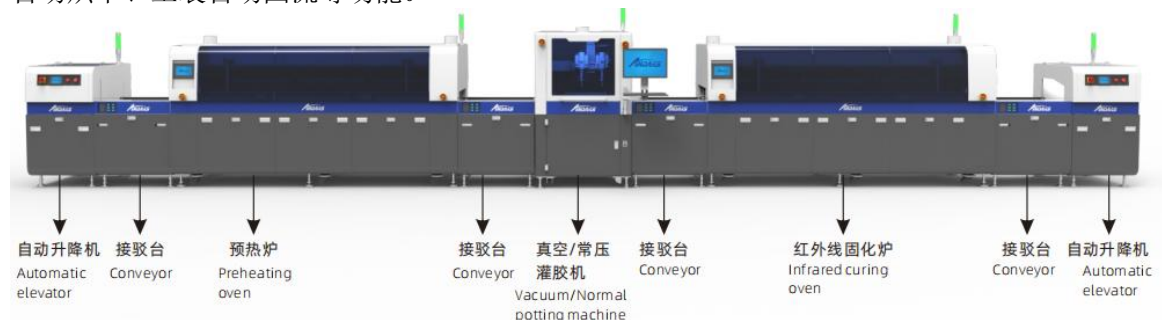 自动升降机
Automatic
elevator
接驳台
Conveyor
预热炉
Preheating
oven
接驳台
Conveyor
真空/常压
灌胶机
Vacuum/Normal
potting machine
接驳台
Conveyor
红外线固化炉
Infrared curing
oven
接驳台
Conveyor
自动升降机
Automatic
elevator